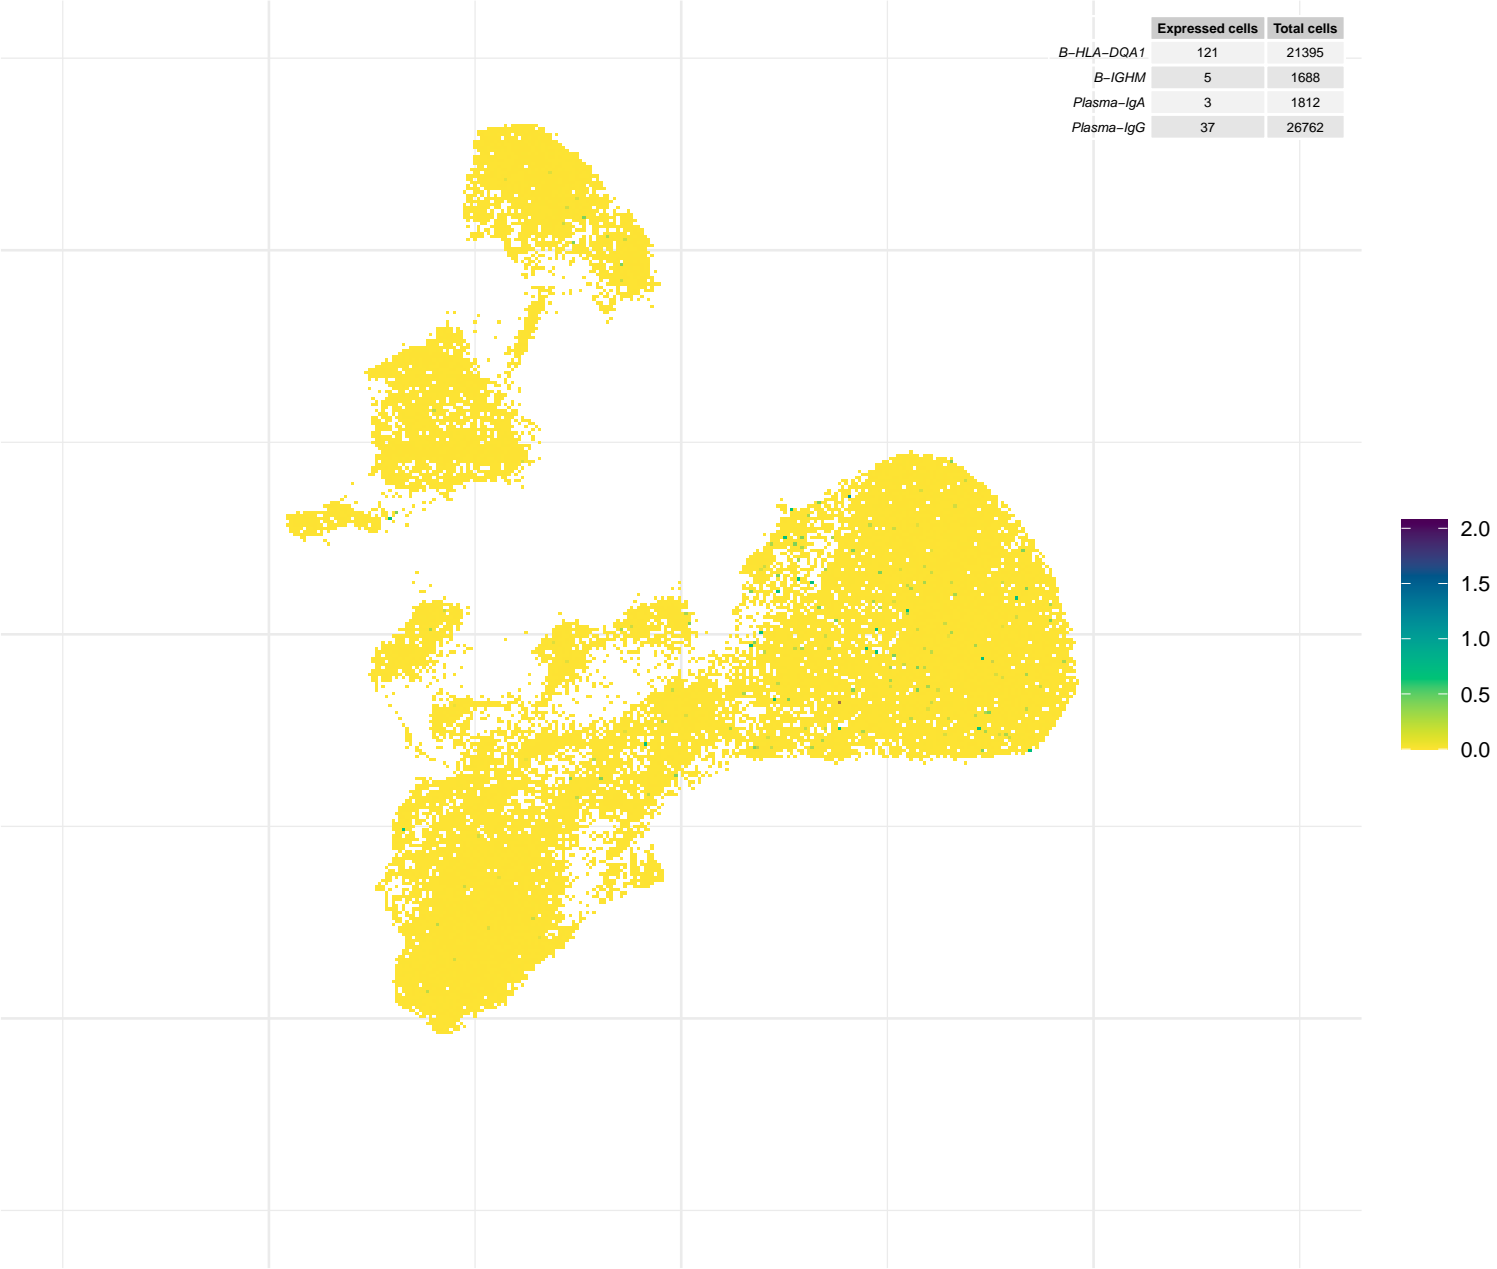 Expressed cells Total cells
B−HLA−DQA1 121 21395
B−IGHM 5 1688
Plasma−IgA 3 1812
Plasma−IgG 37 26762
2.0
1.5
1.0
0.5
0.0